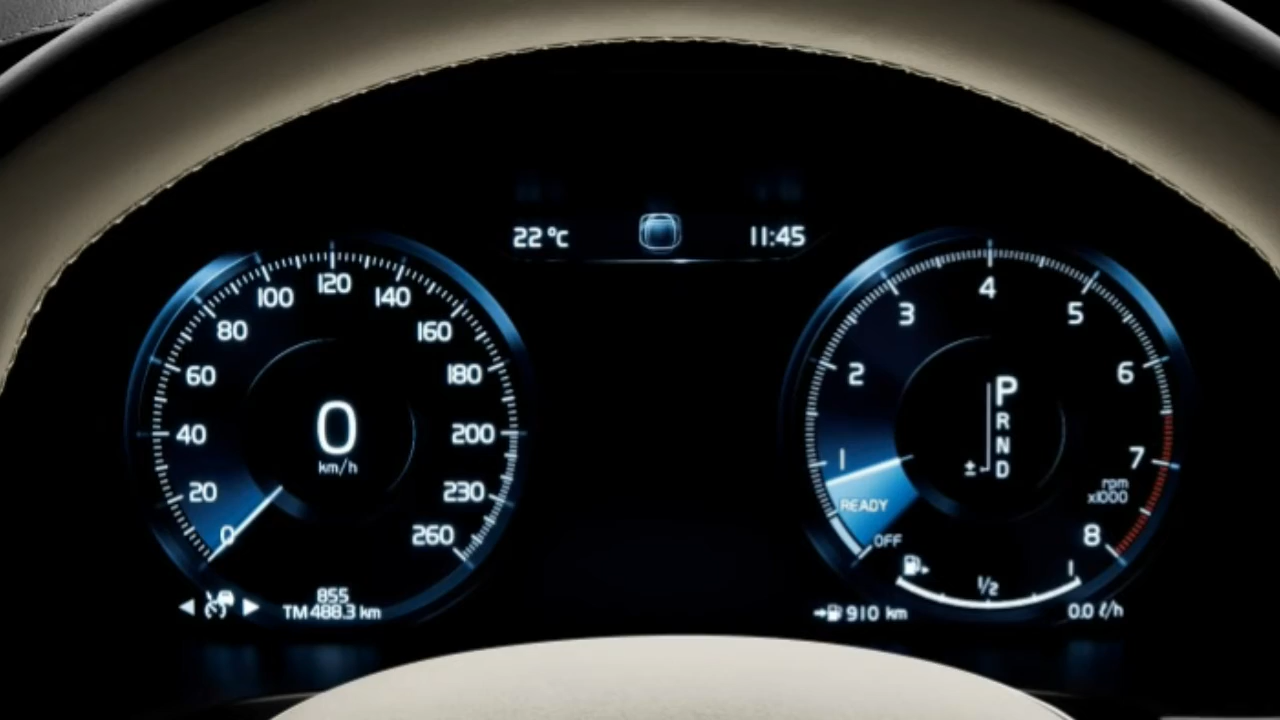 22 °C
11:45
0
20
40
60
80
100
120
140
160
180
200
230
260
0
km/h
855
TM 488.3 km
OFF
READY
1
2
3
4
5
6
7
8
rpm
x1000
P
R
N
D
±
1/2
1
910 km
0.0 ℓ/h